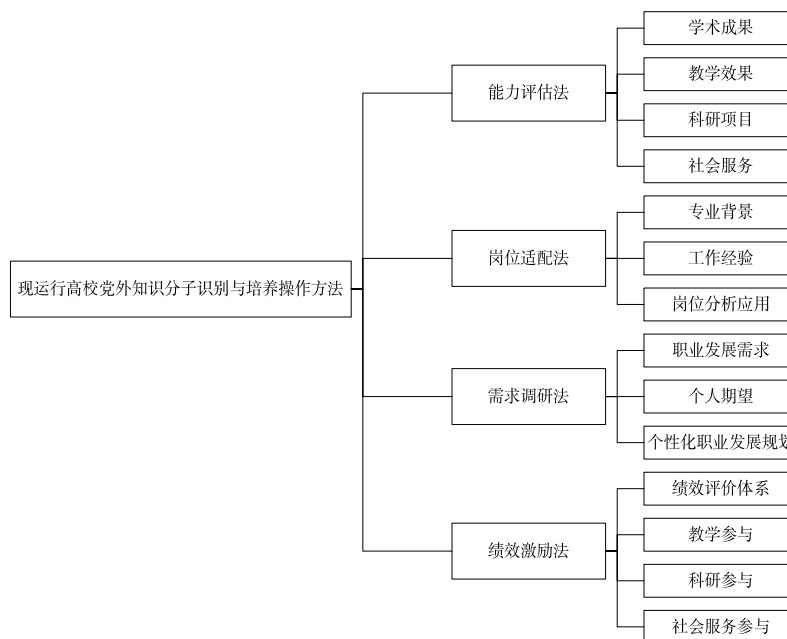 现运行高校党外知识分子识别与培养操作方法
能力评估法
学术成果
教学效果
科研项目
社会服务
岗位适配法
专业背景
工作经验
岗位分析应用
需求调研法
职业发展需求
个人期望
个性化职业发展规划
绩效激励法
绩效评价体系
教学参与
科研参与
社会服务参与